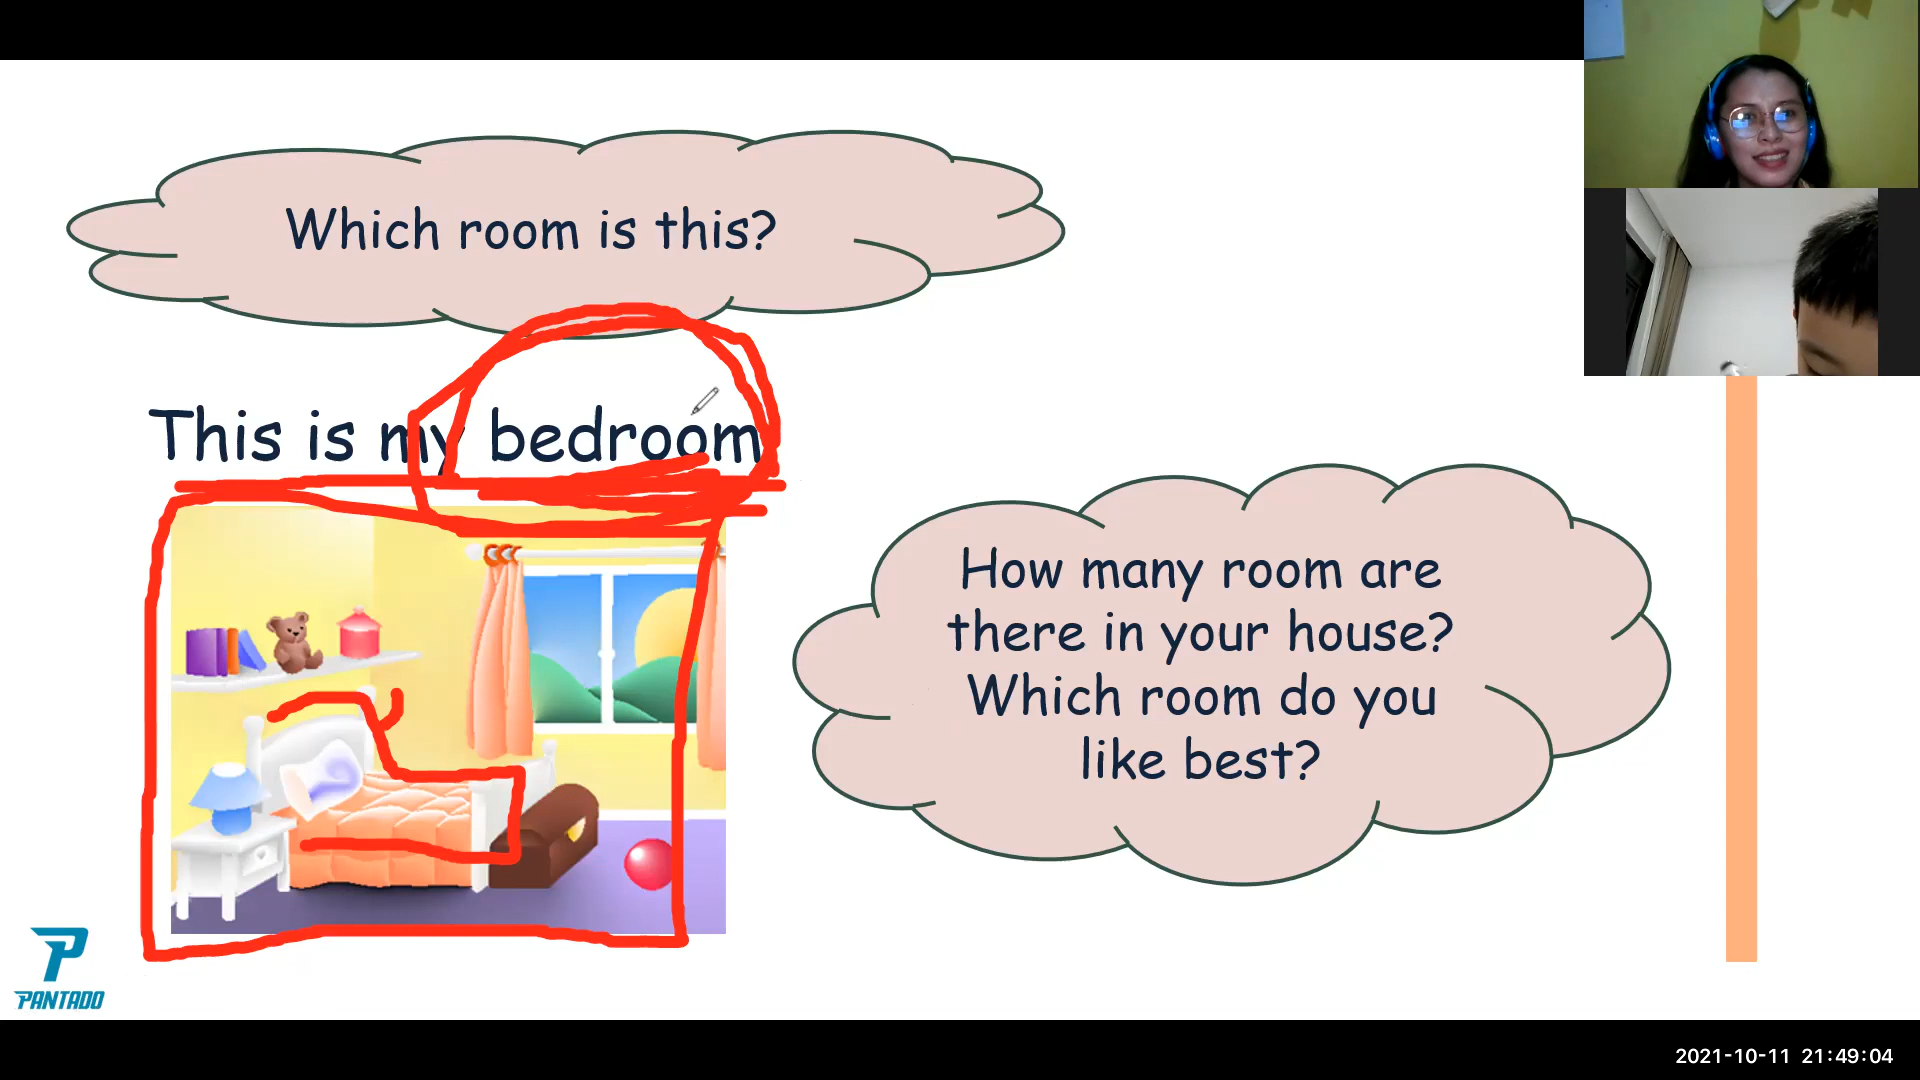 Which room is this?
This is my bedroom
How many room are
there in your house?
Which room do you
like best?
PANTADO
2021-10-11 21:49:04